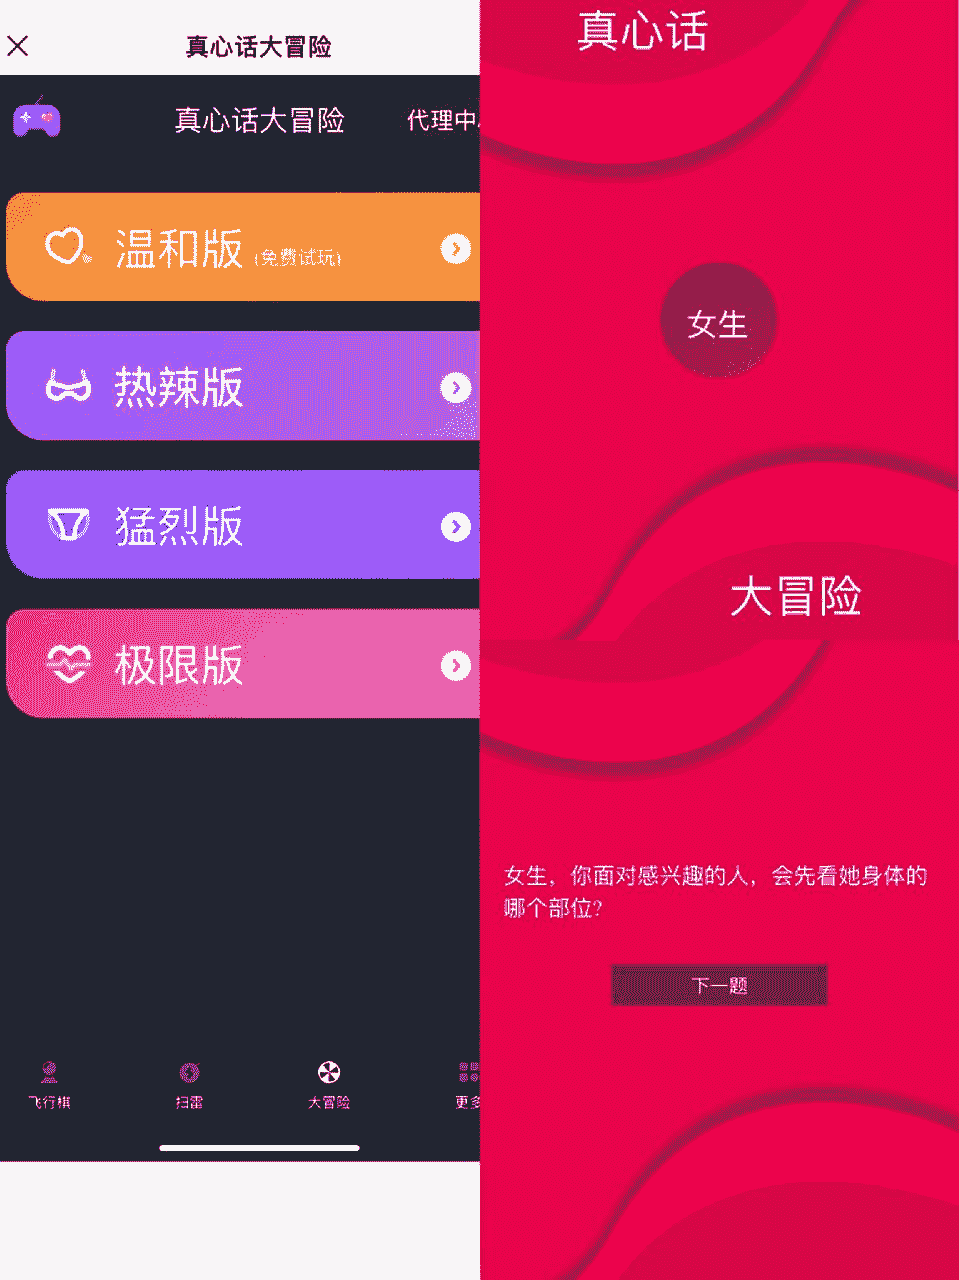 真心话大冒险
真心话大冒险
代理中
温和版 (免费试玩)
热辣版
猛烈版
极限版
飞行棋
扫雷
大冒险
更多
真心话
女生
大冒险
女生，你面对感兴趣的人，会先看她身体的
哪个部位?
下一题